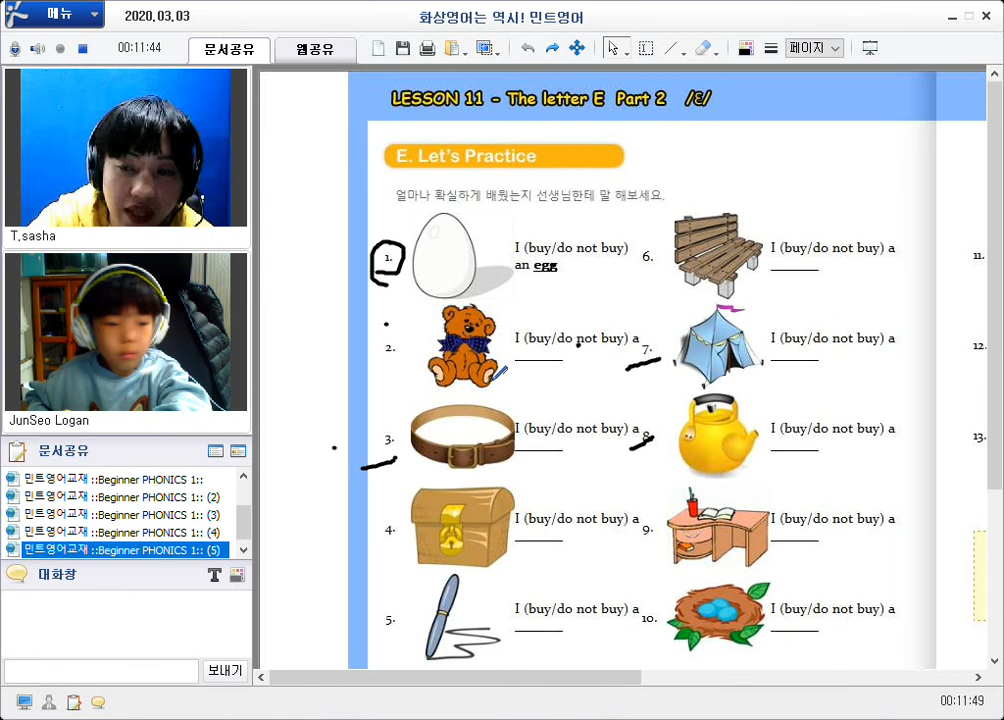 메뉴 2020,03,03 화상영어는 역시! 민트영어
00:11:44 문서공유 웹공유 페이지
LESSON 11 - The letter E Part 2 /ɛ/
E. Let's Practice
얼마나 확실하게 배웠는지 선생님한테 말 해보세요.
1. I (buy/do not buy)
an egg
2. I (buy/do not buy) a
3. I (buy/do not buy) a
4. I (buy/do not buy) a
5. I (buy/do not buy) a
6. I (buy/do not buy) a
7. I (buy/do not buy) a
8. I (buy/do not buy) a
9. I (buy/do not buy) a
10. I (buy/do not buy) a
11.
12.
13.
T.sasha
JunSeo Logan
문서공유
민트영어교재 ::Beginner PHONICS 1::
민트영어교재 ::Beginner PHONICS 1:: (2)
민트영어교재 ::Beginner PHONICS 1:: (3)
민트영어교재 ::Beginner PHONICS 1:: (4)
민트영어교재 ::Beginner PHONICS 1:: (5)
대화창 T
보내기
00:11:49